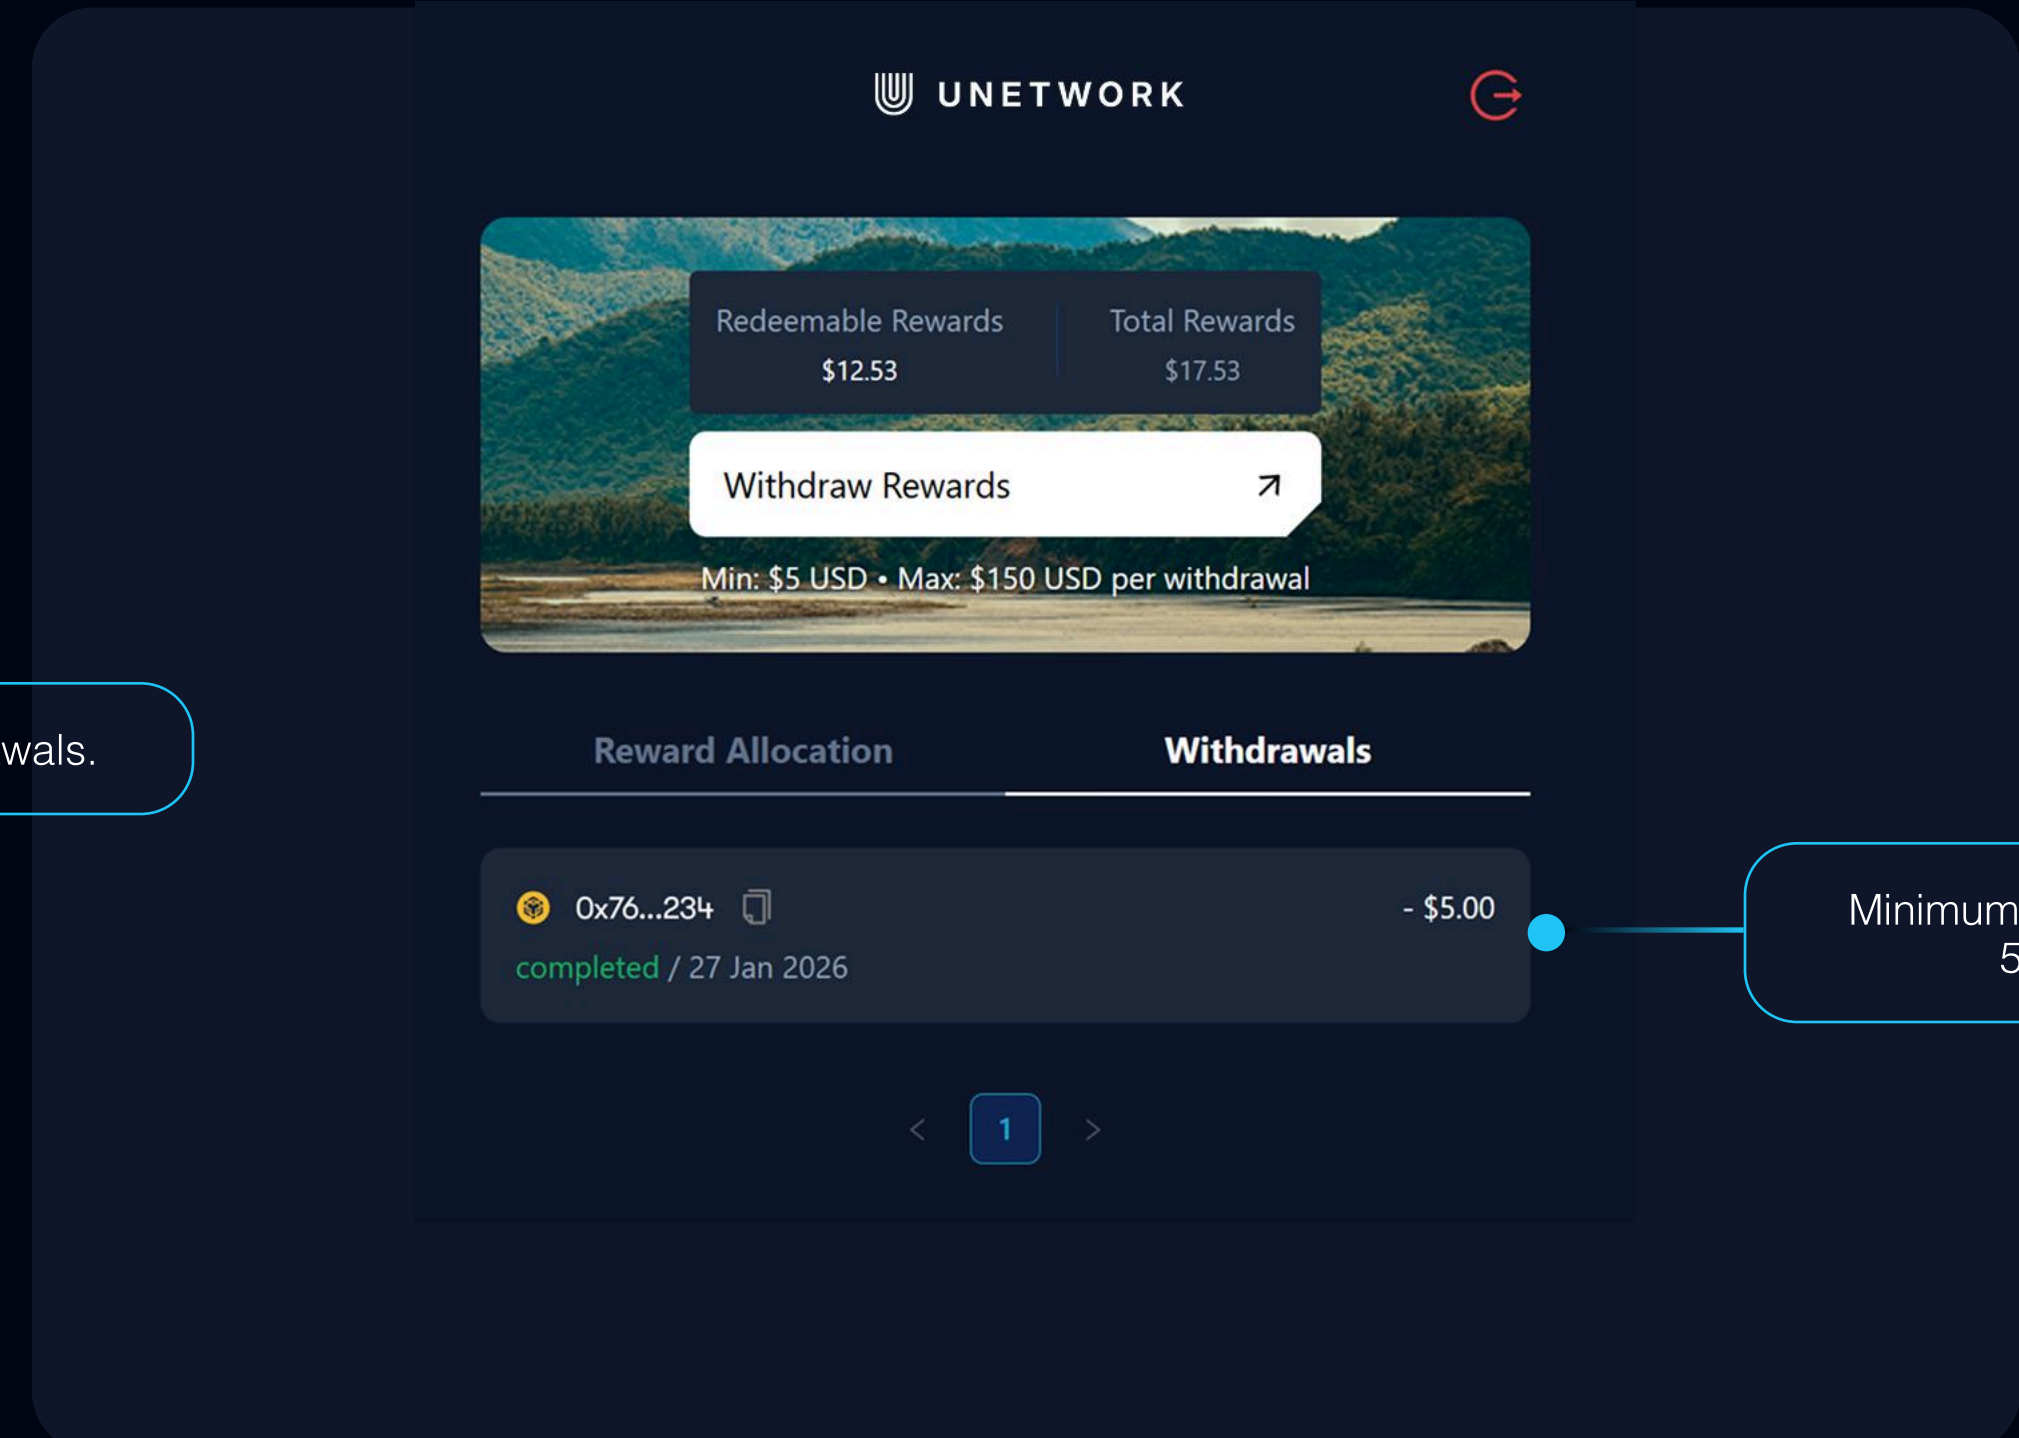 UNETWORK
Redeemable Rewards
$12.53
Total Rewards
$17.53
Withdraw Rewards
Min: $5 USD • Max: $150 USD per withdrawal
wals.
Reward Allocation
Withdrawals
0x76...234
- $5.00
completed / 27 Jan 2026
Minimum
5
< 1 >